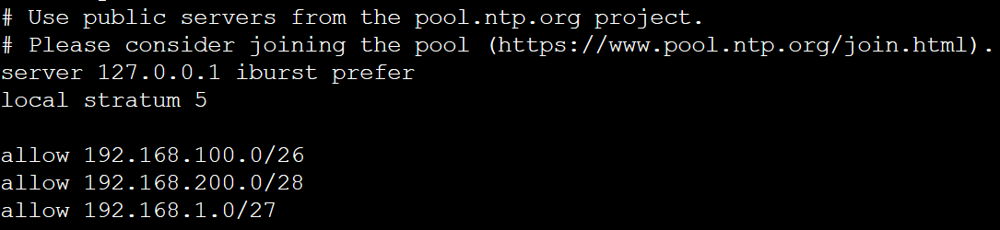 # Use public servers from the pool.ntp.org project.
# Please consider joining the pool (https://www.pool.ntp.org/join.html).
server 127.0.0.1 iburst prefer
local stratum 5

allow 192.168.100.0/26
allow 192.168.200.0/28
allow 192.168.1.0/27